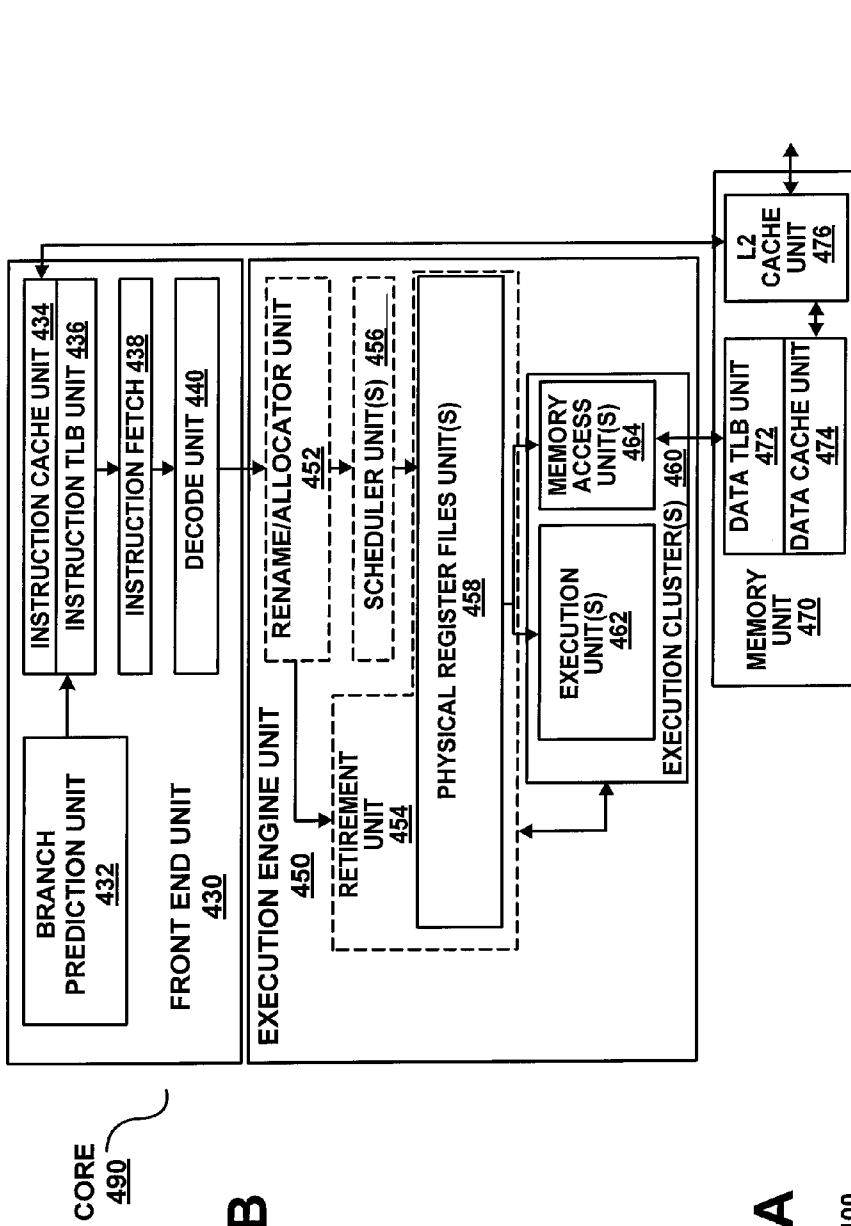 CORE
490
BRANCH
PREDICTION UNIT
432
INSTRUCTION CACHE UNIT 434
INSTRUCTION TLB UNIT 436
INSTRUCTION FETCH 438
DECODE UNIT 440
FRONT END UNIT
430
B
EXECUTION ENGINE UNIT
450
RENAME/ALLOCATOR UNIT
452
RETIREMENT
UNIT
454
SCHEDULER UNIT(S) 456
PHYSICAL REGISTER FILES UNIT(S)
458
EXECUTION
UNIT(S)
462
MEMORY
ACCESS
UNIT(S)
464
EXECUTION CLUSTER(S) 460
MEMORY
UNIT
470
DATA TLB UNIT
472
DATA CACHE UNIT
474
L2
CACHE
UNIT
476
A